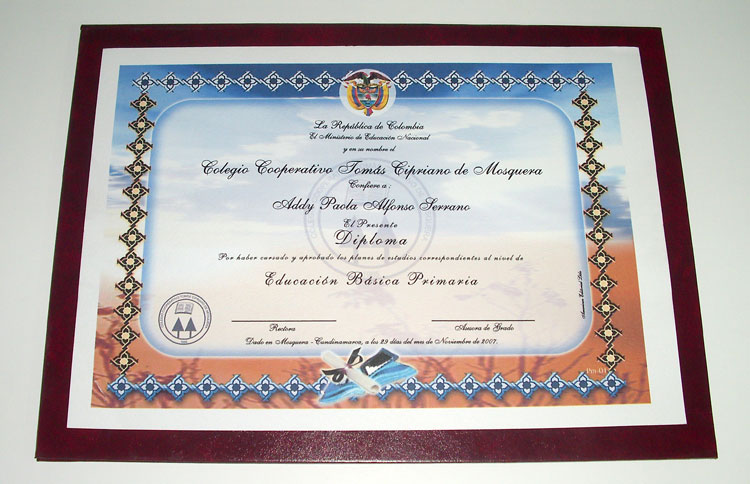 La República de Colombia
El Ministerio de Educación Nacional
y en su nombre el
Colegio Cooperativo Tomás Cipriano de Mosquera
Confiere a:
Addy Paola Alfonso Serrano
El Presente
Diploma
Por haber cursado y aprobado los planes de estudios correspondientes al nivel de
Educación Básica Primaria
Rectora
Asesora de Grado
Dado en Mosquera - Cundinamarca, a los 29 días del mes de Noviembre de 2007.